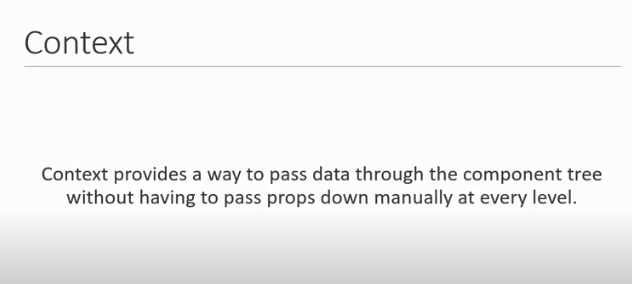 Context
Context provides a way to pass data through the component tree
without having to pass props down manually at every level.